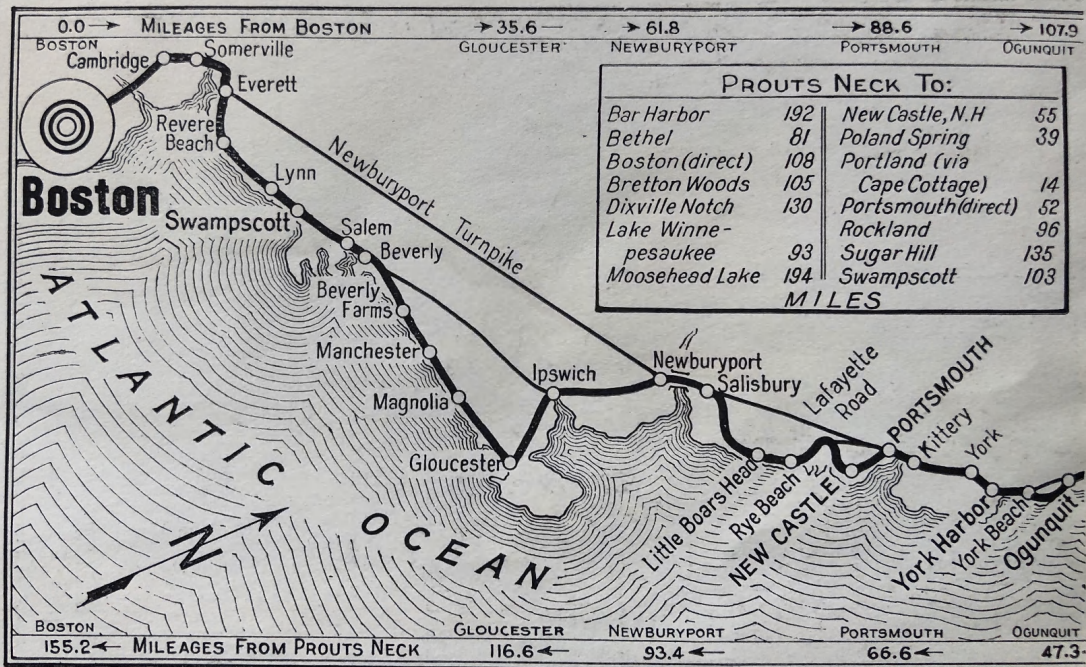 0.0→ MILEAGES FROM BOSTON →35.6— →61.8 →88.6 → 107.9
BOSTON GLOUCESTER NEWBURYPORT PORTSMOUTH OGUNQUIT
Cambridge
Somerville
Everett
Revere
Beach
Boston
Lynn
Swampscott
Salem
Beverly
Beverly
Farms
Manchester
Magnolia
Gloucester
Ipswich
Newburyport Turnpike
Newburyport
Salisbury
Lafayette
Road
Little Boars Head
Rye Beach
NEW CASTLE
PORTSMOUTH
Kittery
York
York Harbor
York Beach
Ogunquit
PROUTS NECK TO:
Bar Harbor 192
Bethel 81
Boston (direct) 108
Bretton Woods 105
Dixville Notch 130
Lake Winne-
pesaukee 93
Moosehead Lake 194
New Castle, N.H 55
Poland Spring 39
Portland (via
Cape Cottage) 14
Portsmouth (direct) 52
Rockland 96
Sugar Hill 135
Swampscott 103
MILES
ATLANTIC
OCEAN
N
BOSTON GLOUCESTER NEWBURYPORT PORTSMOUTH OGUNQUIT
155.2← MILEAGES FROM PROUTS NECK 116.6← 93.4← 66.6← 47.3